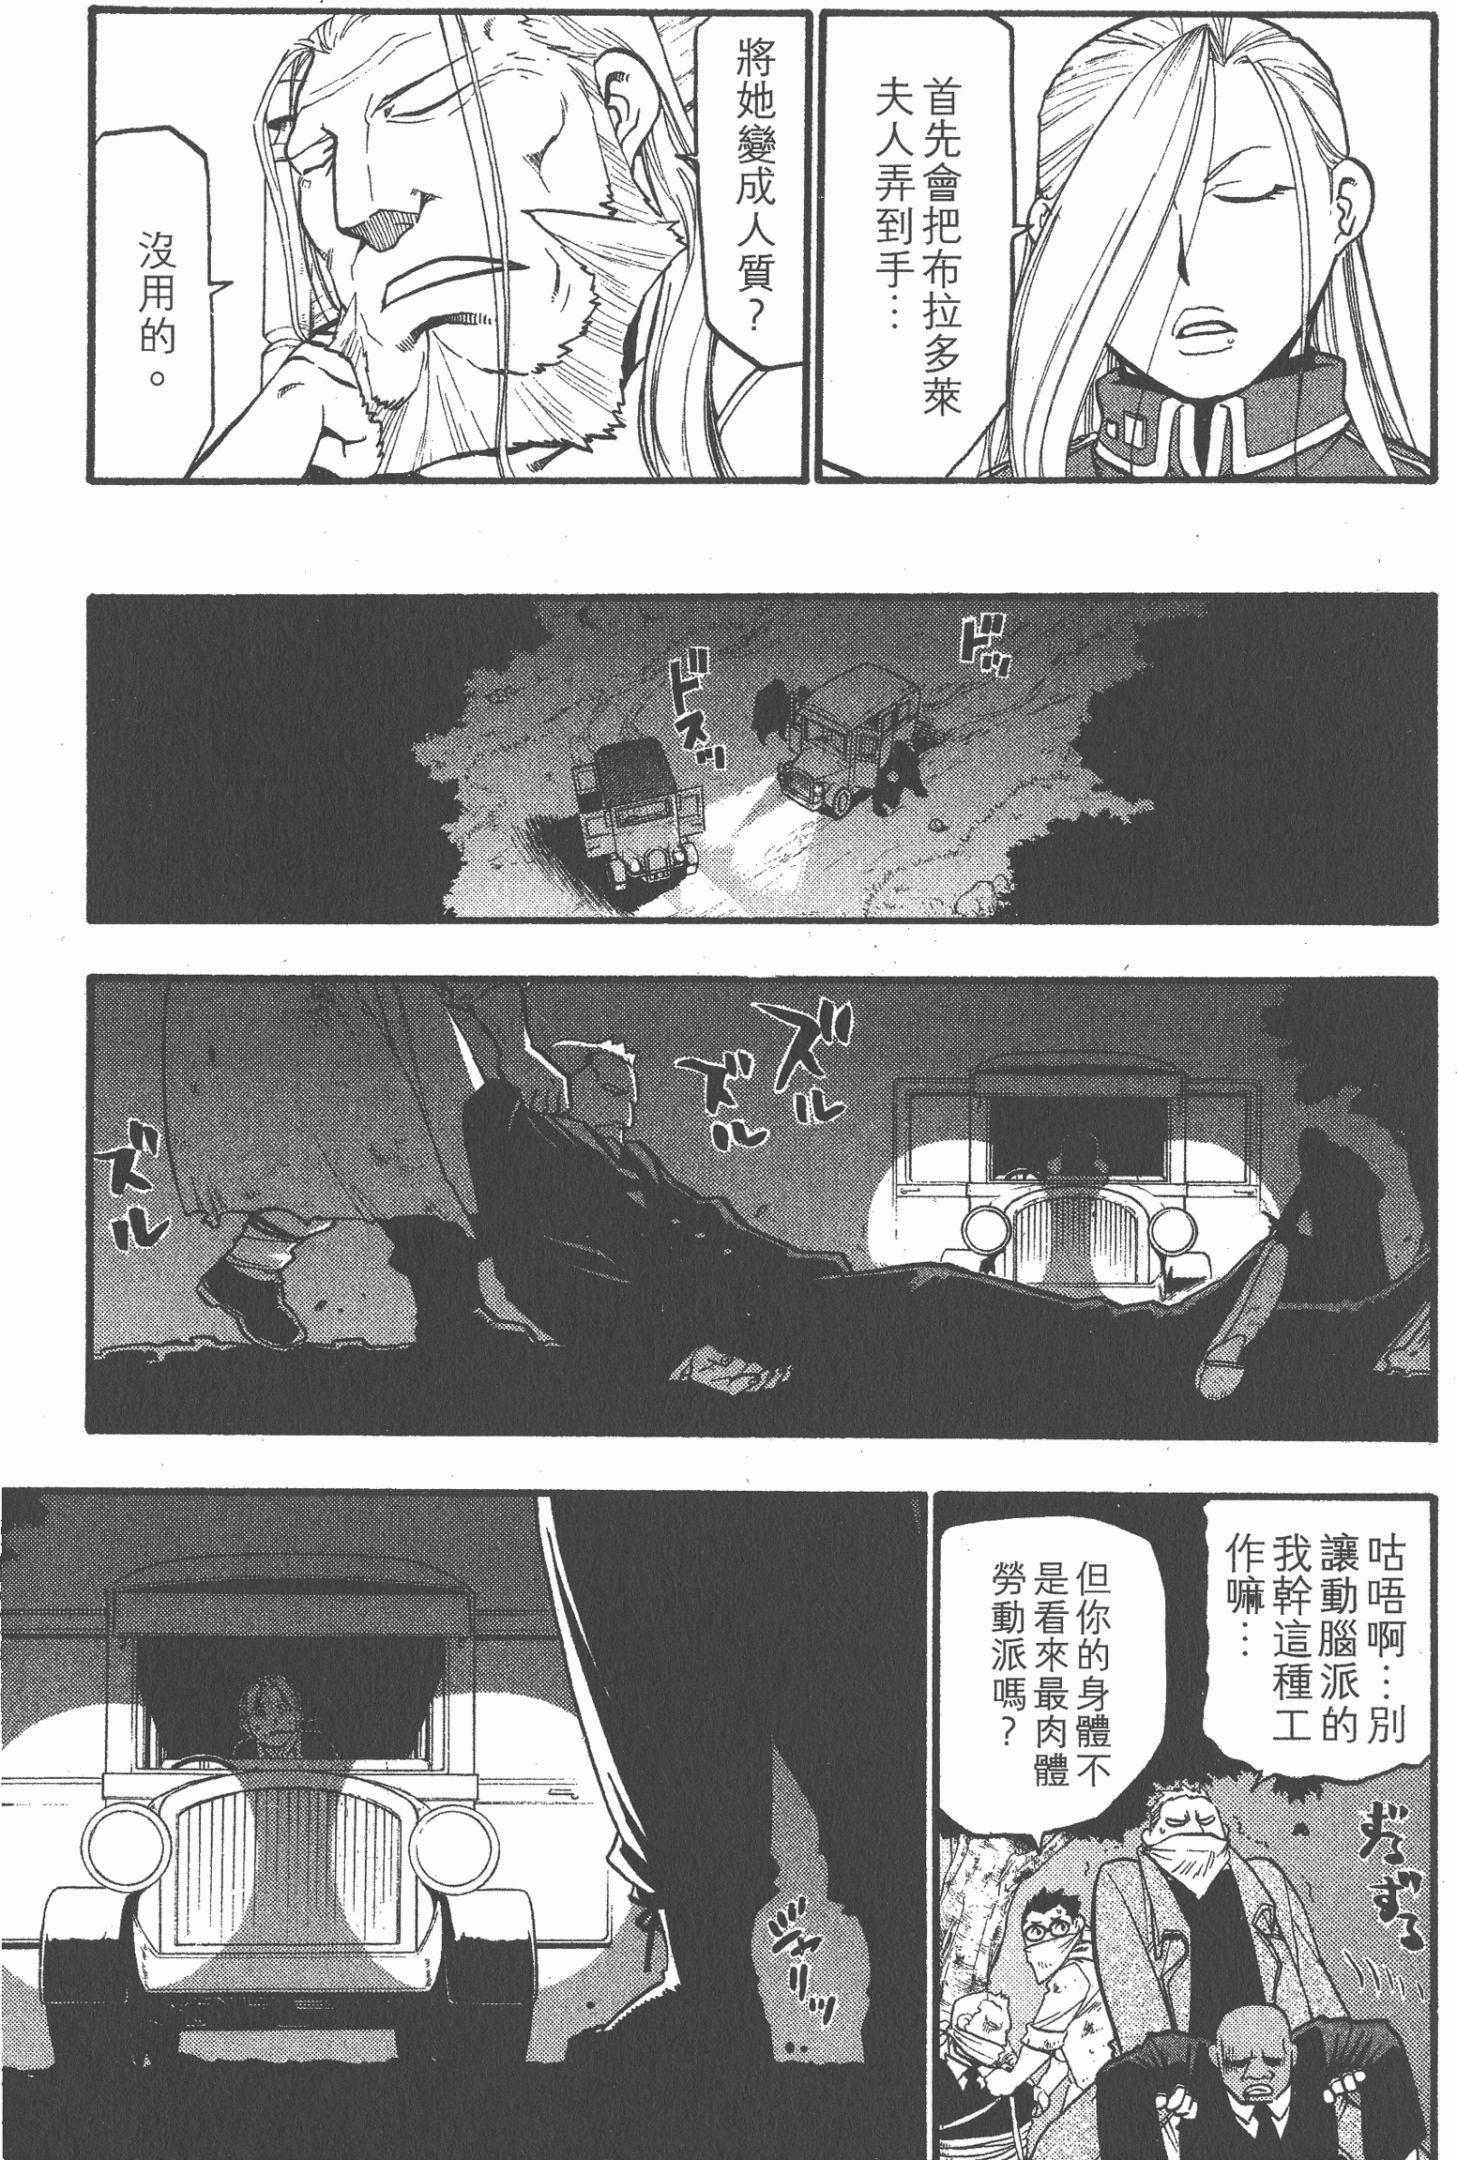 首先會把布拉多萊
夫人弄到手…
將她變成人質？
沒用的。
ドッ
ドスッ
ズル
ズル
ズル
咕唔啊…別
讓動腦派的
我幹這種工
作嘛…
但你的身體不
是看來最肉體
勞動派嗎？
ずる
ずる
ジャリッ